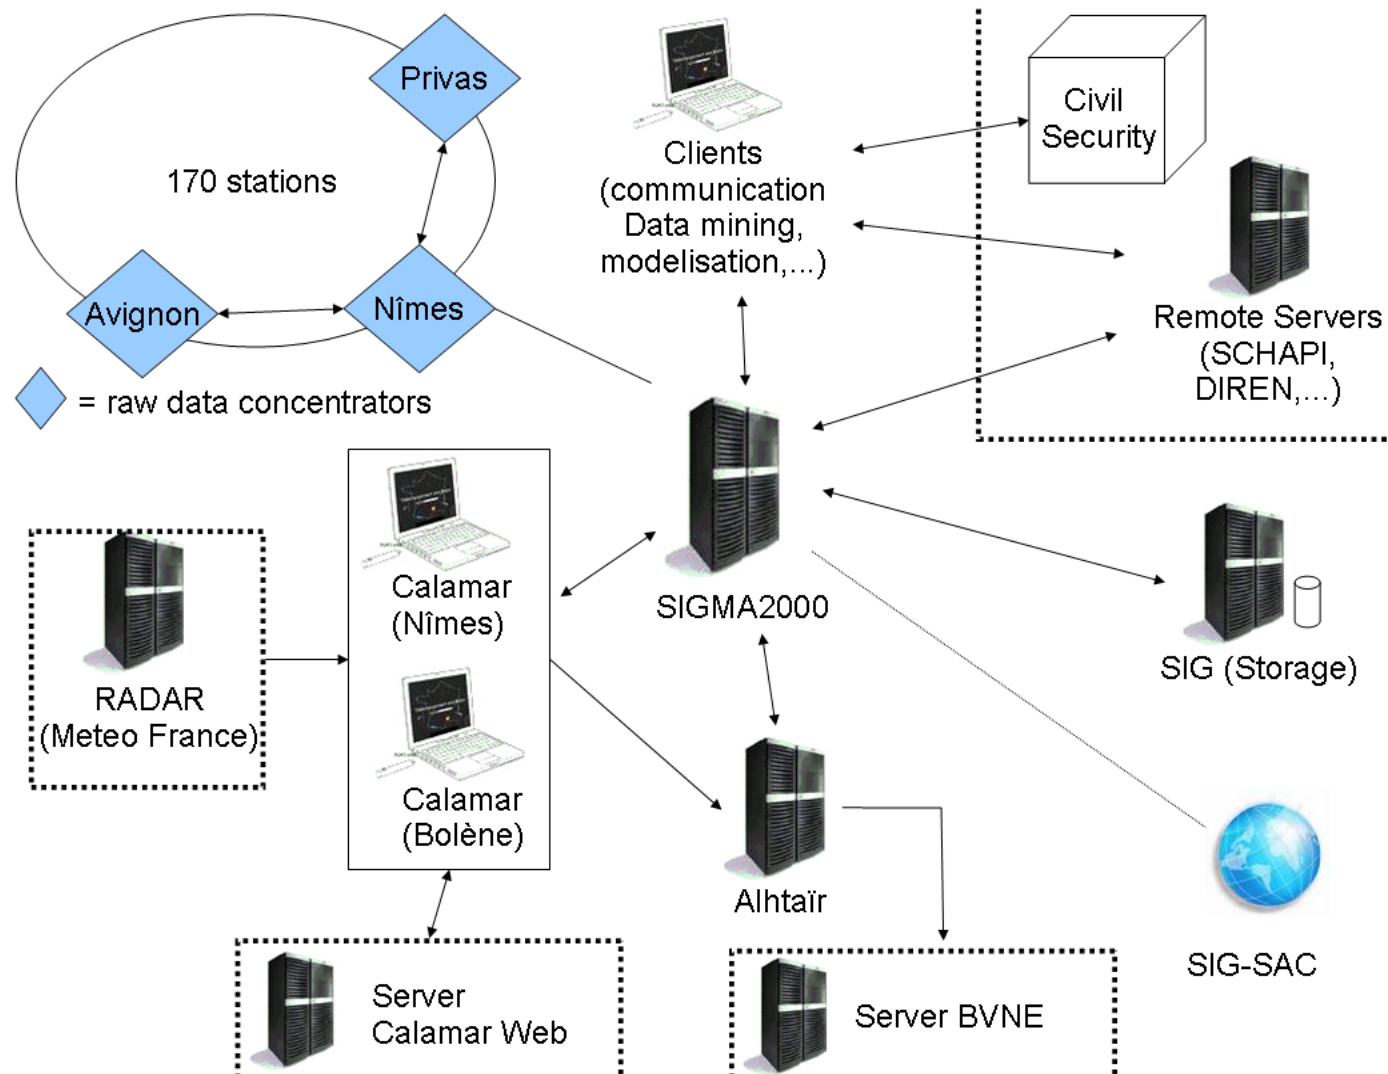 Privas
170 stations
Avignon
Nîmes
= raw data concentrators
Clients
(communication
Data mining,
modelisation,...)
Civil
Security
Remote Servers
(SCHAPI,
DIREN,...)
RADAR
(Meteo France)
Calamar
(Nîmes)
Calamar
(Bolène)
SIGMA2000
SIG (Storage)
Alhtaïr
SIG-SAC
Server
Calamar Web
Server BVNE